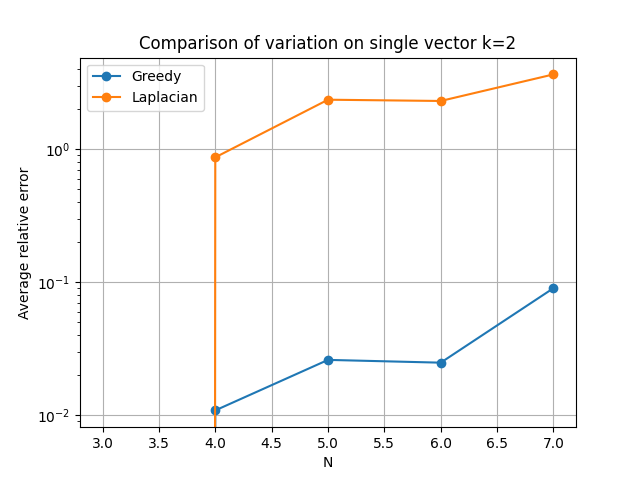 Comparison of variation on single vector k=2
Greedy
Laplacian
Average relative error
10⁰
10⁻¹
10⁻²
3.0 3.5 4.0 4.5 5.0 5.5 6.0 6.5 7.0
N